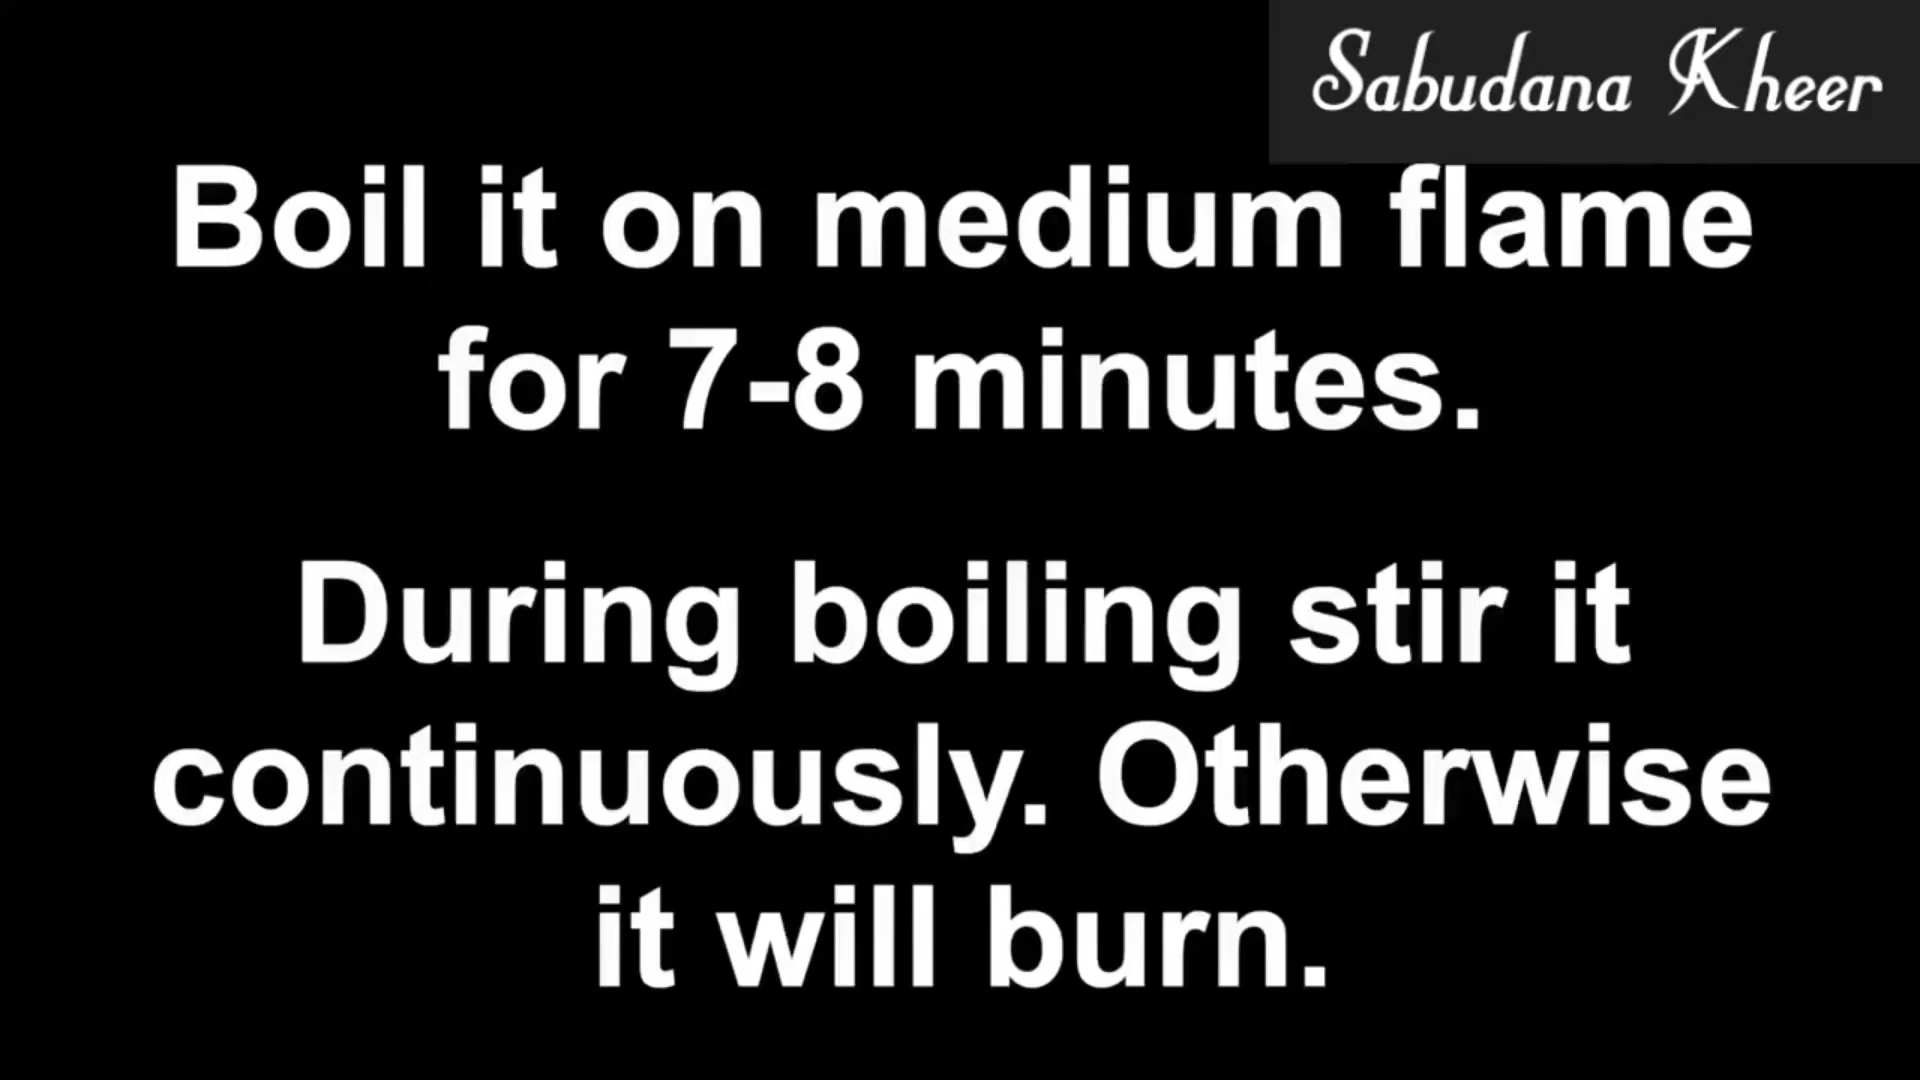 Sabudana Kheer
Boil it on medium flame
for 7-8 minutes.
During boiling stir it
continuously. Otherwise
it will burn.